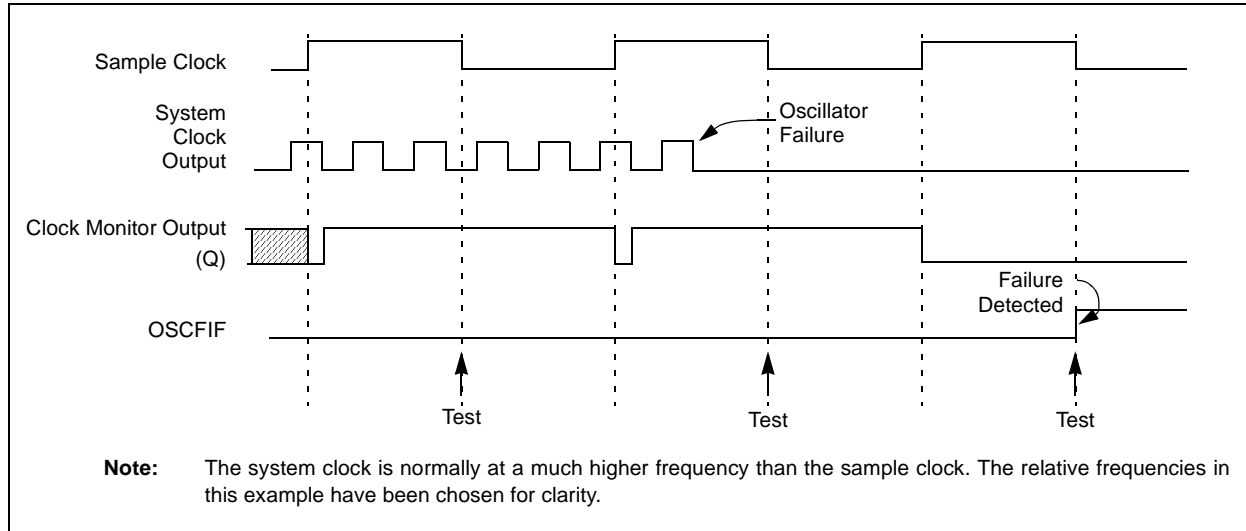 Sample Clock
System
Clock
Output
Oscillator
Failure
Clock Monitor Output
(Q)
Failure
Detected
OSCFIF
Test
Test
Test
Note: The system clock is normally at a much higher frequency than the sample clock. The relative frequencies in
this example have been chosen for clarity.